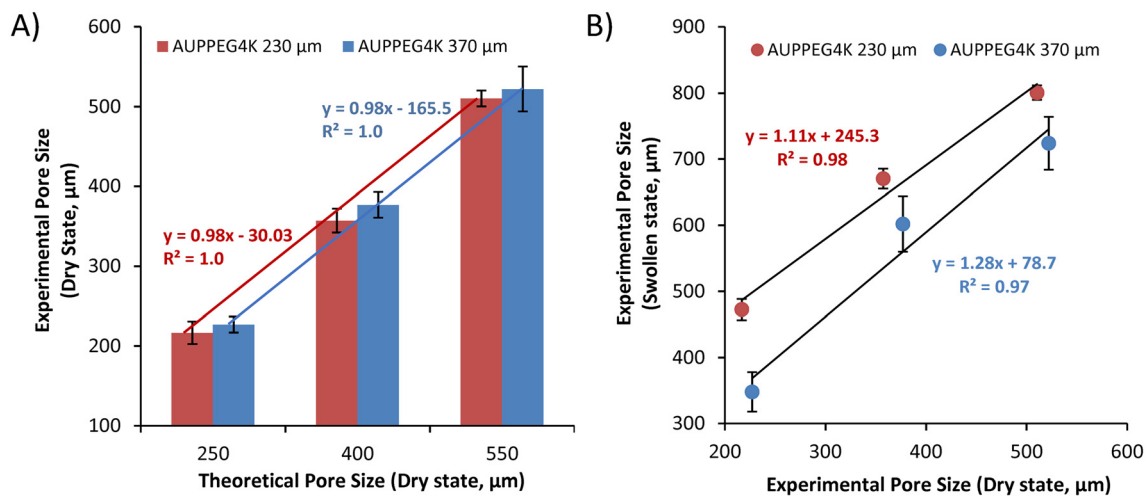 A)
600
500
400
300
200
100
Experimental Pore Size
(Dry State, µm)
AUPPEG4K 230 µm
AUPPEG4K 370 µm
y = 0.98x - 165.5
R² = 1.0
y = 0.98x - 30.03
R² = 1.0
250
400
550
Theoretical Pore Size (Dry state, µm)
B)
900
800
700
600
500
400
300
Experimental Pore Size
(Swollen state, µm)
AUPPEG4K 230 µm
AUPPEG4K 370 µm
y = 1.11x + 245.3
R² = 0.98
y = 1.28x + 78.7
R² = 0.97
200
300
400
500
600
Experimental Pore Size (Dry state, µm)